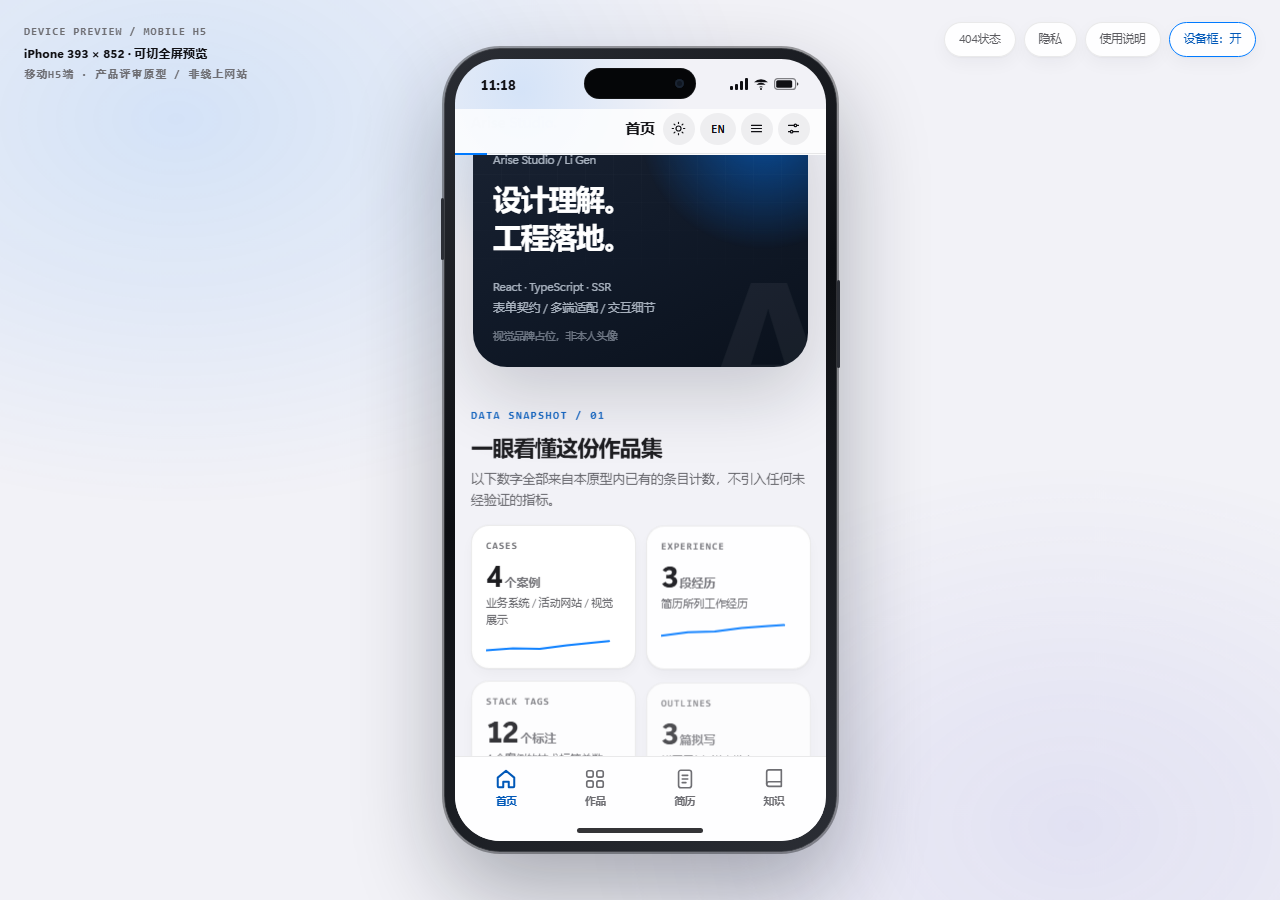 DEVICE PREVIEW / MOBILE H5
iPhone 393 × 852 · 可切全屏预览
移动H5端 · 产品评审原型 / 非线上网站
404状态
隐私
使用说明
设备框：开
11:18
首页
EN
Arise Studio / Li Gen
设计理解。
工程落地。
React · TypeScript · SSR
表单契约 / 多端适配 / 交互细节
视觉品牌占位，非本人头像
A
DATA SNAPSHOT / 01
一眼看懂这份作品集
以下数字全部来自本原型内已有的条目计数，不引入任何未
经验证的指标。
CASES
4个案例
业务系统 / 活动网站 / 视觉
展示
EXPERIENCE
3段经历
简历所列工作经历
STACK TAGS
12个标注
OUTLINES
3篇拟写
首页
作品
简历
知识